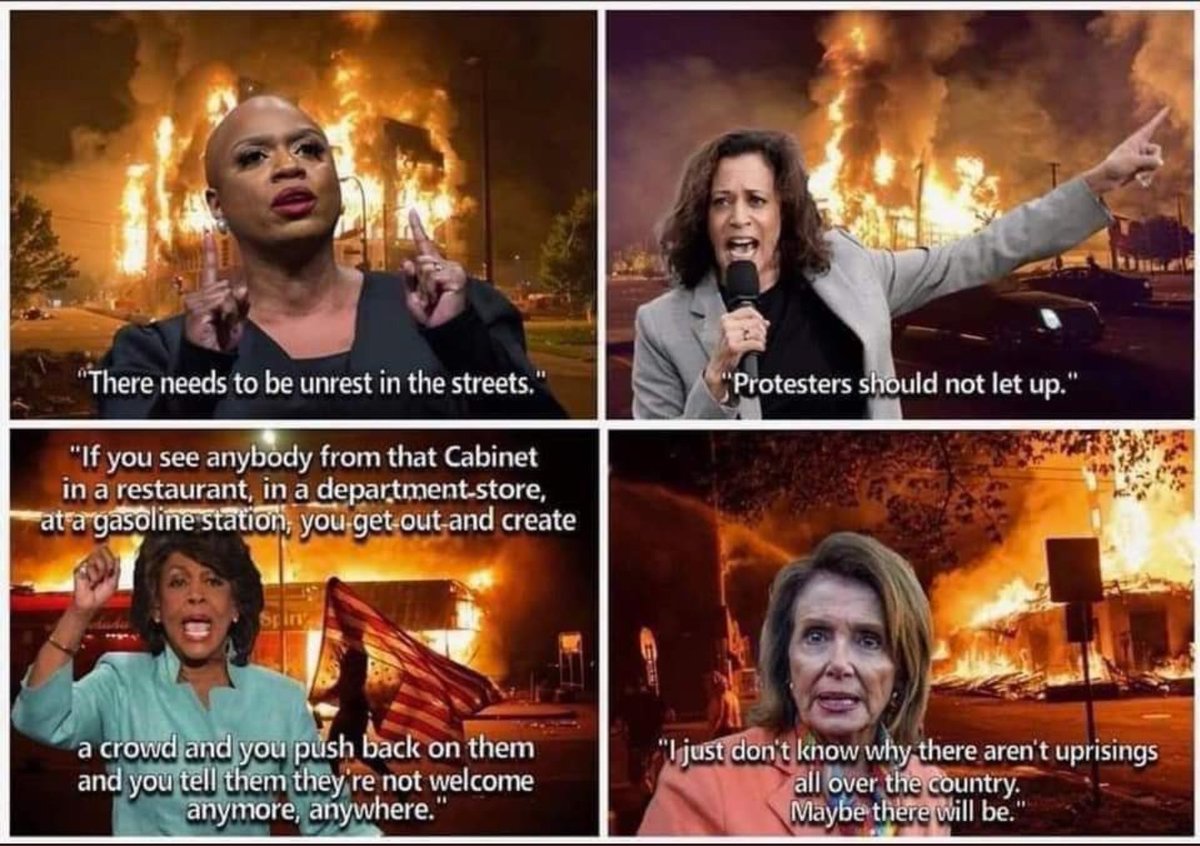 "There needs to be unrest in the streets."
"Protesters should not let up."
"If you see anybody from that Cabinet
in a restaurant, in a department store,
at a gasoline station, you get out and create
a crowd and you push back on them
and you tell them they're not welcome
anymore, anywhere."
"I just don't know why there aren't uprisings
all over the country.
Maybe there will be."